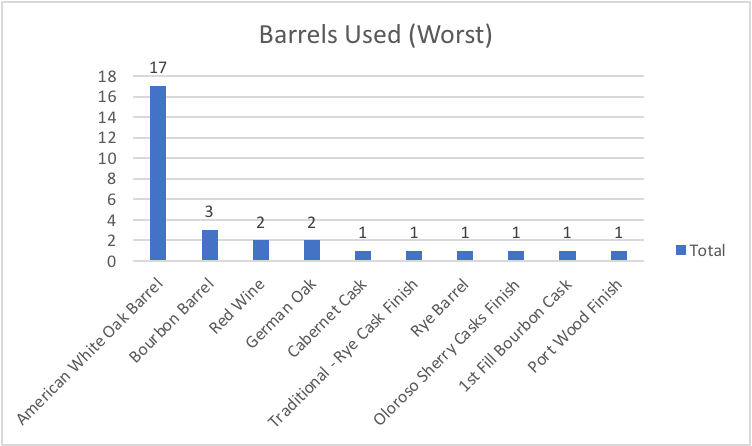 Barrels Used (Worst)
18
16
14
12
10
8
6
4
2
0
17
3
2
2
1
1
1
1
1
1
American White Oak Barrel
Bourbon Barrel
Red Wine
German Oak
Cabernet Cask
Traditional - Rye Cask Finish
Rye Barrel
Oloroso Sherry Casks Finish
1st Fill Bourbon Cask
Port Wood Finish
Total